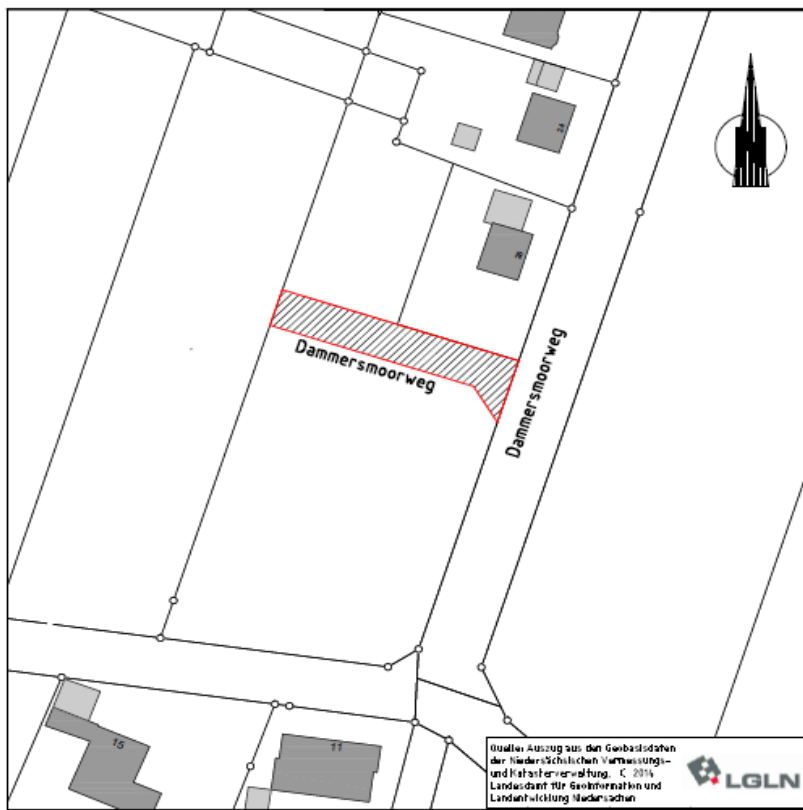 24
Dammersmoorweg
Dammersmoorweg
15
11
Quelle: Auszug aus den Geobasisdaten
der Niedersächsischen Vermessungs-
und Katasterverwaltung, © 2014
Landesamt für Geoinformation und
Landentwicklung Niedersachsen
LGLN